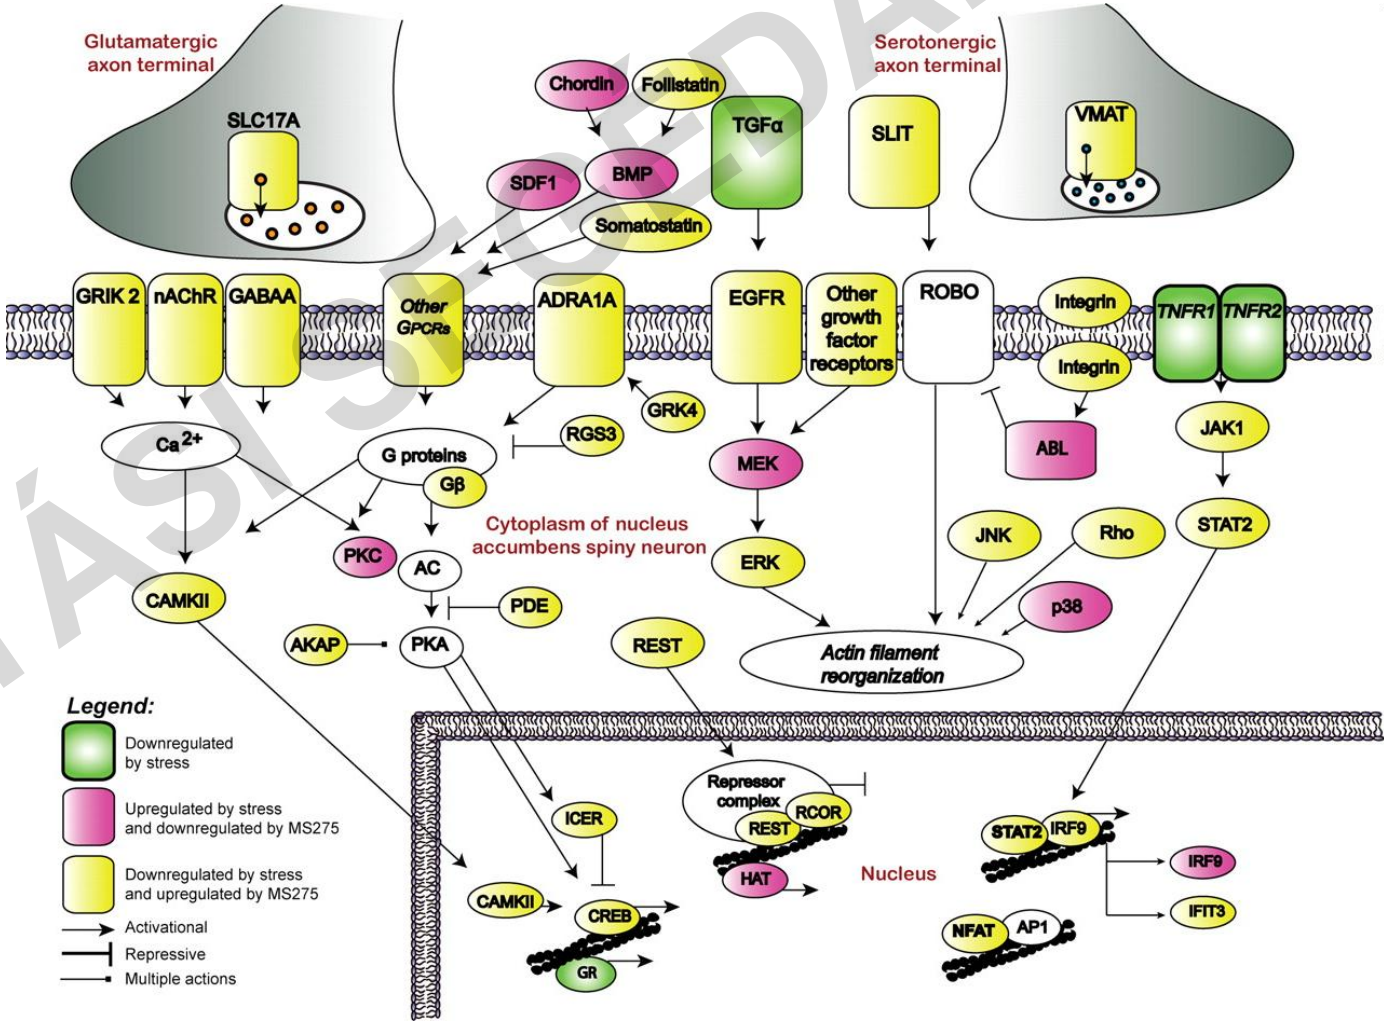 Glutamatergic
axon terminal
Serotonergic
axon terminal
SLC17A
VMAT
Chordin
Follistatin
TGFα
SLIT
SDF1
BMP
Somatostatin
GRIK 2
nAChR
GABAA
Other
GPCRs
ADRA1A
EGFR
Other
growth
factor
receptors
ROBO
Integrin
Integrin
TNFR1
TNFR2
GRK4
RGS3
Ca2+
G proteins
Gβ
MEK
ABL
JAK1
Cytoplasm of nucleus
accumbens spiny neuron
PKC
AC
ERK
JNK
Rho
STAT2
CAMKII
PDE
p38
AKAP
PKA
REST
Actin filament
reorganization
Legend:
Downregulated
by stress
Upregulated by stress
and downregulated by MS275
Downregulated by stress
and upregulated by MS275
Activational
Repressive
Multiple actions
Repressor
complex
RCOR
REST
HAT
ICER
CAMKII
CREB
GR
Nucleus
STAT2
IRF9
IRF9
IFIT3
NFAT
AP1
TÁSI SEGÉDA